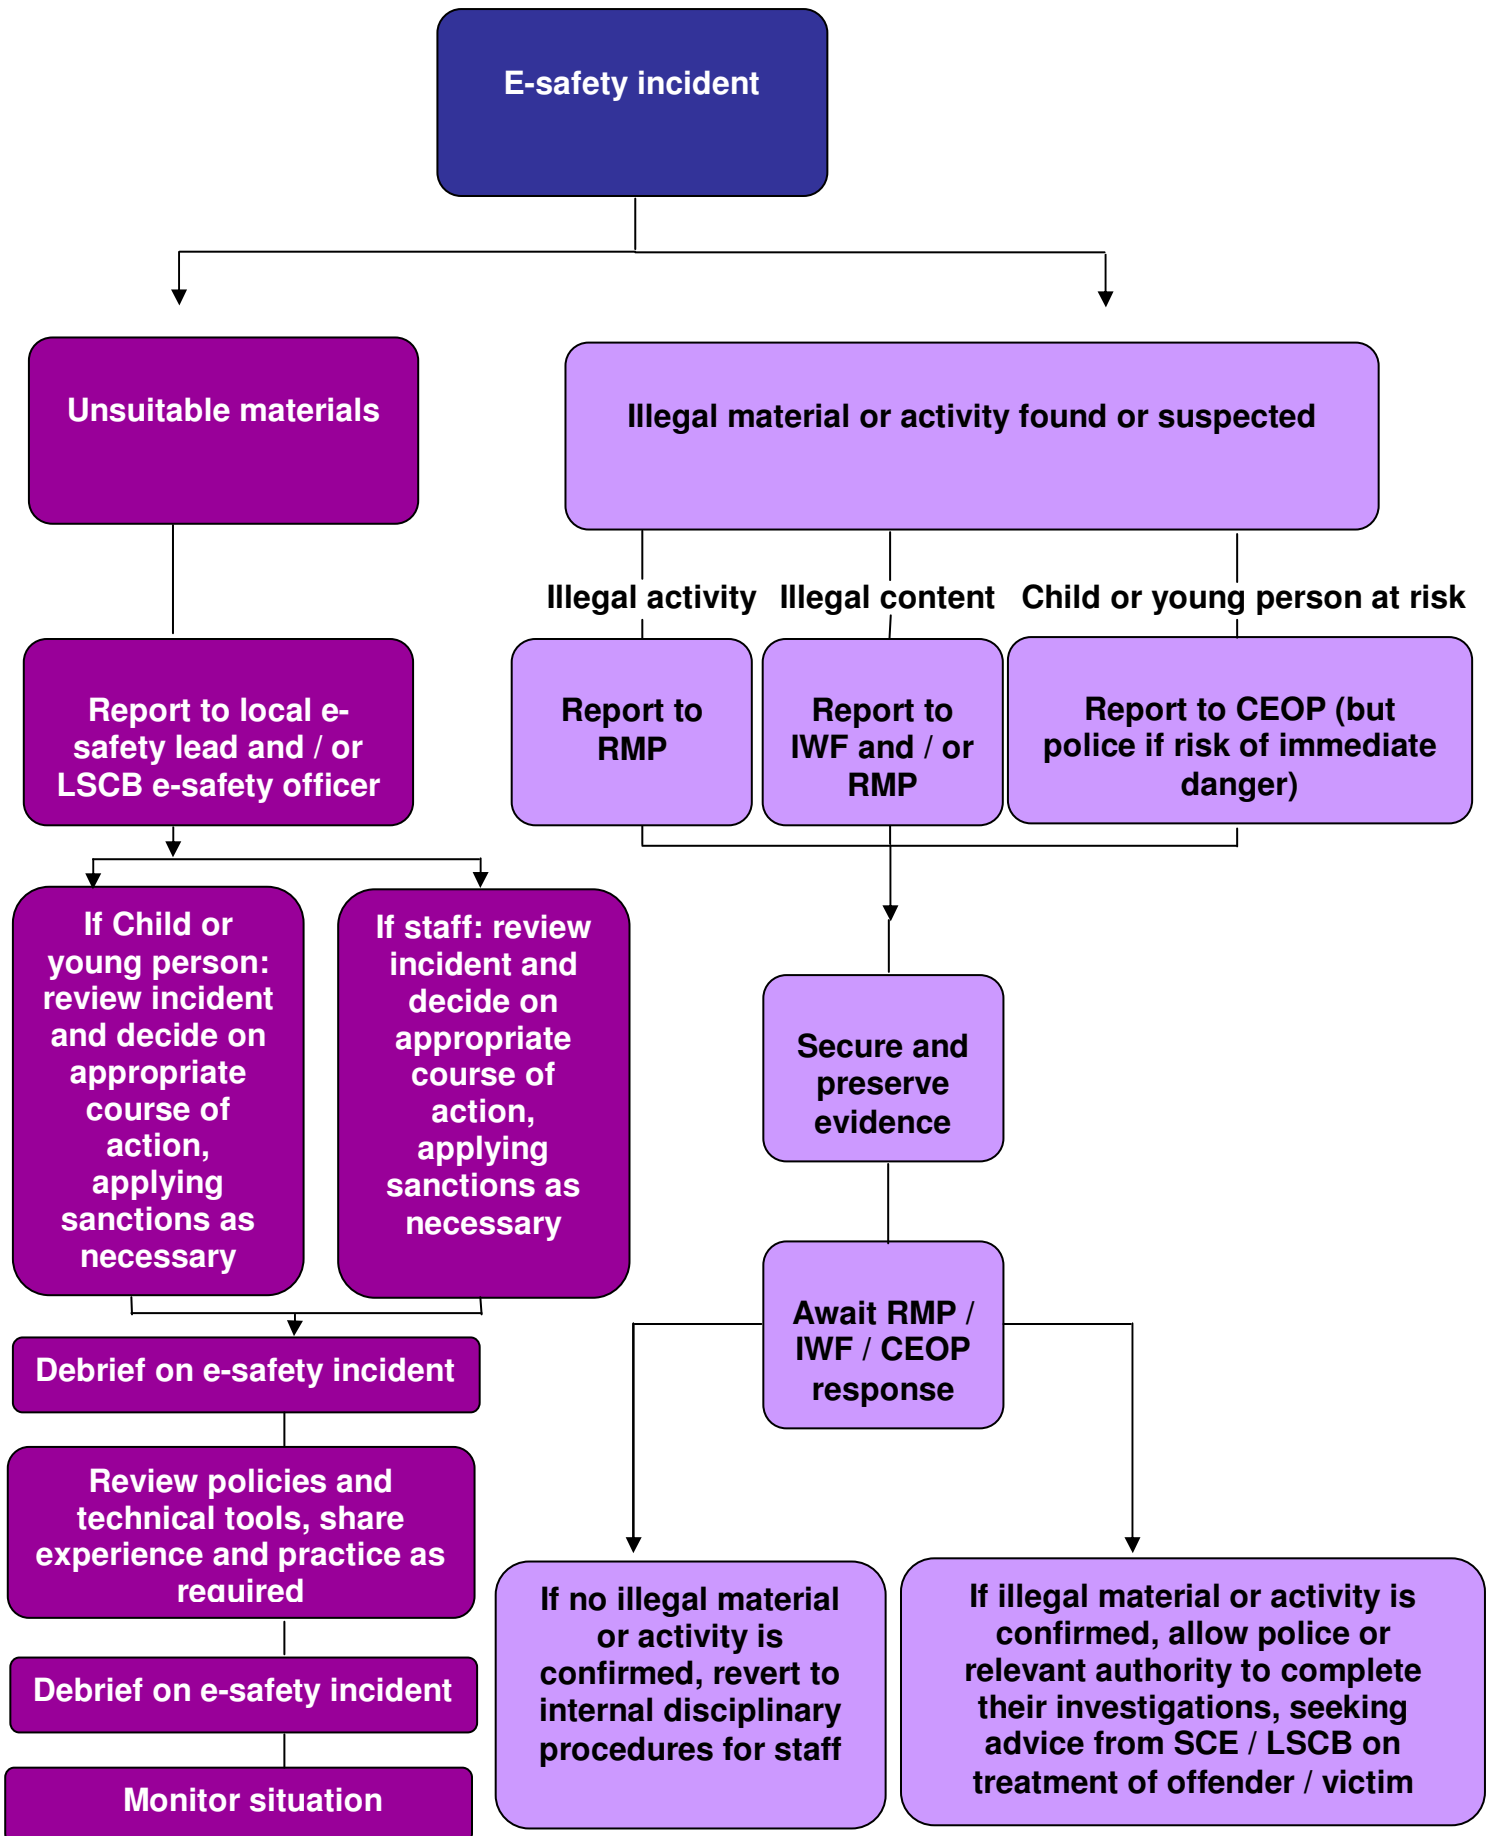 E-safety incident
Unsuitable materials
Illegal material or activity found or suspected
Illegal activity
Illegal content
Child or young person at risk
Report to local e-
safety lead and / or
LSCB e-safety officer
Report to
RMP
Report to
IWF and / or
RMP
Report to CEOP (but
police if risk of immediate
danger)
If Child or
young person:
review incident
and decide on
appropriate
course of
action,
applying
sanctions as
necessary
If staff: review
incident and
decide on
appropriate
course of
action,
applying
sanctions as
necessary
Secure and
preserve
evidence
Await RMP /
IWF / CEOP
response
Debrief on e-safety incident
Review policies and
technical tools, share
experience and practice as
required
Debrief on e-safety incident
Monitor situation
If no illegal material
or activity is
confirmed, revert to
internal disciplinary
procedures for staff
If illegal material or activity is
confirmed, allow police or
relevant authority to complete
their investigations, seeking
advice from SCE / LSCB on
treatment of offender / victim